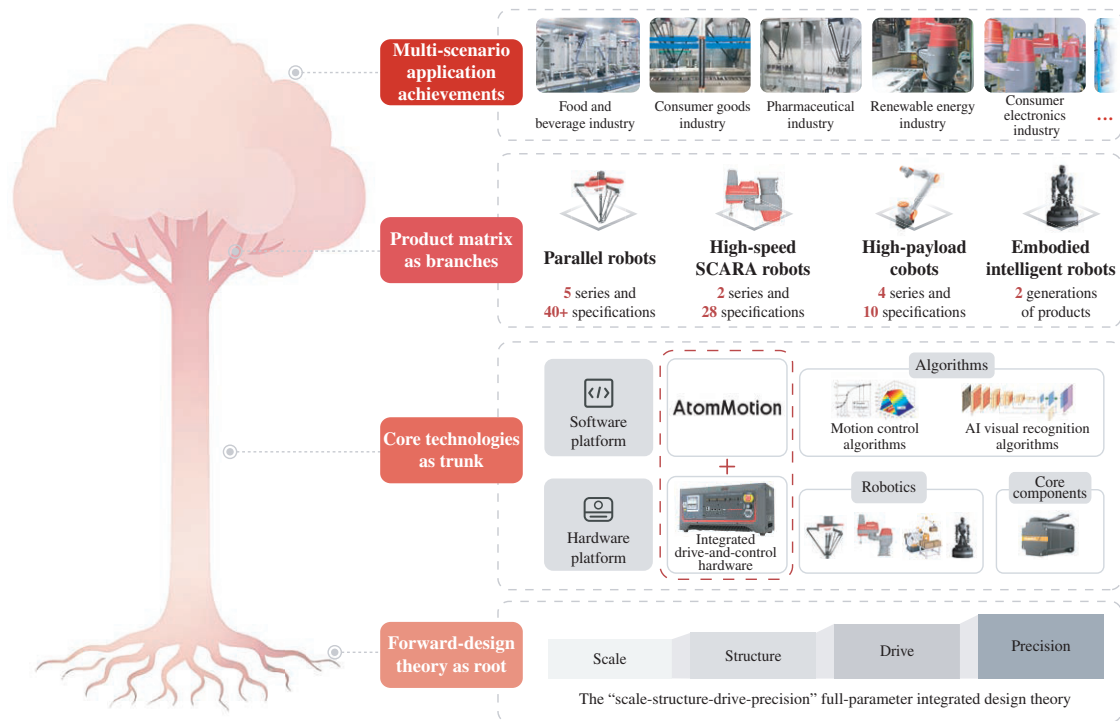 Multi-scenario
application
achievements
Food and
beverage industry
Consumer goods
industry
Pharmaceutical
industry
Renewable energy
industry
Consumer
electronics
industry
...
Product matrix
as branches
Parallel robots
5 series and
40+ specifications
High-speed
SCARA robots
2 series and
28 specifications
High-payload
cobots
4 series and
10 specifications
Embodied
intelligent robots
2 generations
of products
Core technologies
as trunk
Software
platform
AtomMotion
+
Algorithms
Motion control
algorithms
AI visual recognition
algorithms
Hardware
platform
Integrated
drive-and-control
hardware
Robotics
Core
components
Forward-design
theory as root
Scale
Structure
Drive
Precision
The “scale-structure-drive-precision” full-parameter integrated design theory